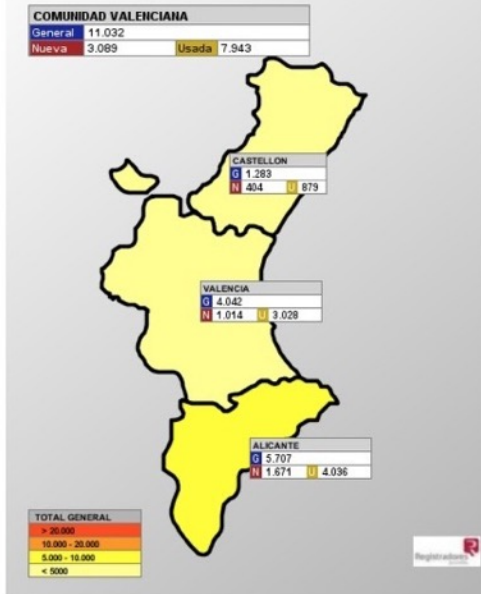 COMUNIDAD VALENCIANA
General 11.032
Nueva 3.089 Usada 7.943
CASTELLON
G 1.283
N 404 U 879
VALENCIA
G 4.042
N 1.014 U 3.028
ALICANTE
G 5.707
N 1.671 U 4.036
TOTAL GENERAL
> 20.000
10.000 - 20.000
5.000 - 10.000
< 5000
Registradores